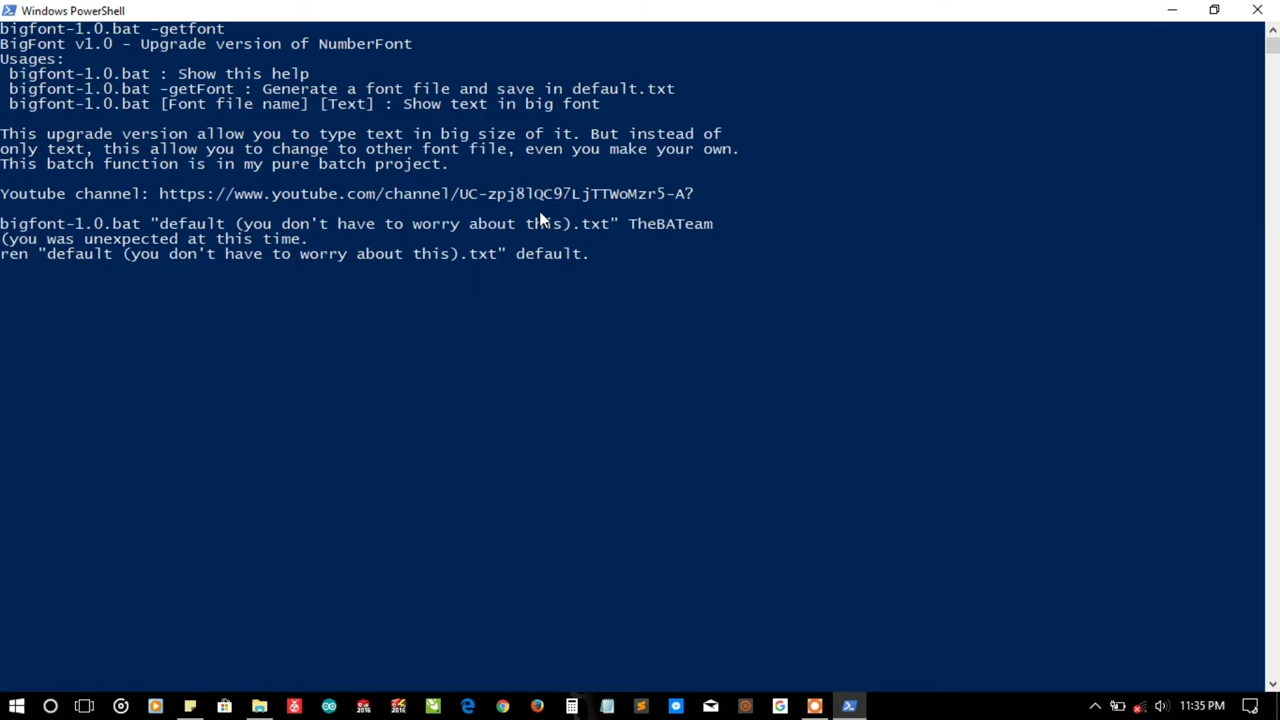 Windows PowerShell
bigfont-1.0.bat -getfont
BigFont v1.0 - Upgrade version of NumberFont
Usages:
bigfont-1.0.bat : Show this help
bigfont-1.0.bat -getFont : Generate a font file and save in default.txt
bigfont-1.0.bat [Font file name] [Text] : Show text in big font
This upgrade version allow you to type text in big size of it. But instead of
only text, this allow you to change to other font file, even you make your own.
This batch function is in my pure batch project.
Youtube channel: https://www.youtube.com/channel/UC-zpj8lQC97LjTTWoMzr5-A?
bigfont-1.0.bat "default (you don't have to worry about this).txt" TheBATeam
(you was unexpected at this time.
ren "default (you don't have to worry about this).txt" default.
2016
2016
11:35 PM